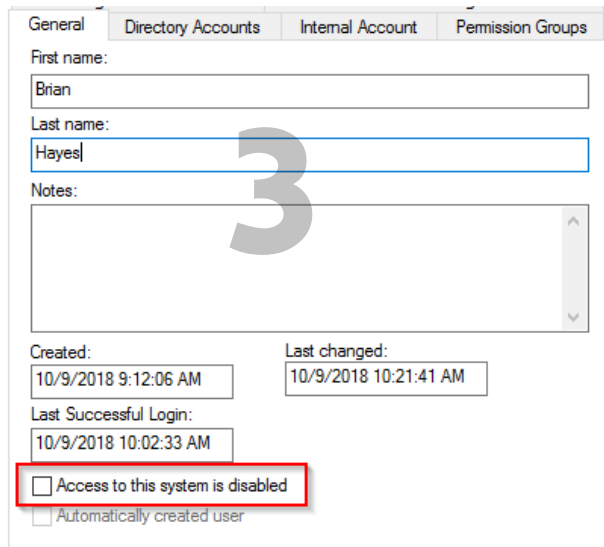 General Directory Accounts Internal Account Permission Groups
First name:
Brian
Last name:
Hayes
3
Notes:
Created: Last changed:
10/9/2018 9:12:06 AM 10/9/2018 10:21:41 AM
Last Successful Login:
10/9/2018 10:02:33 AM
Access to this system is disabled
Automatically created user